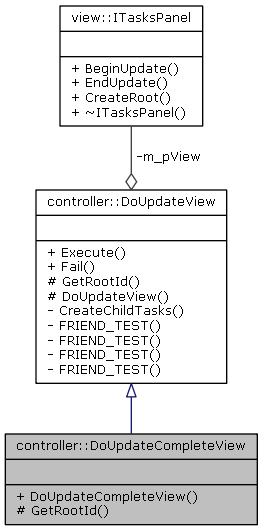 view::ITasksPanel
+ BeginUpdate()
+ EndUpdate()
+ CreateRoot()
+ ~ITasksPanel()
-m_pView
controller::DoUpdateView
+ Execute()
+ Fail()
# GetRootId()
# DoUpdateView()
- CreateChildTasks()
- FRIEND_TEST()
- FRIEND_TEST()
- FRIEND_TEST()
- FRIEND_TEST()
controller::DoUpdateCompleteView
+ DoUpdateCompleteView()
# GetRootId()